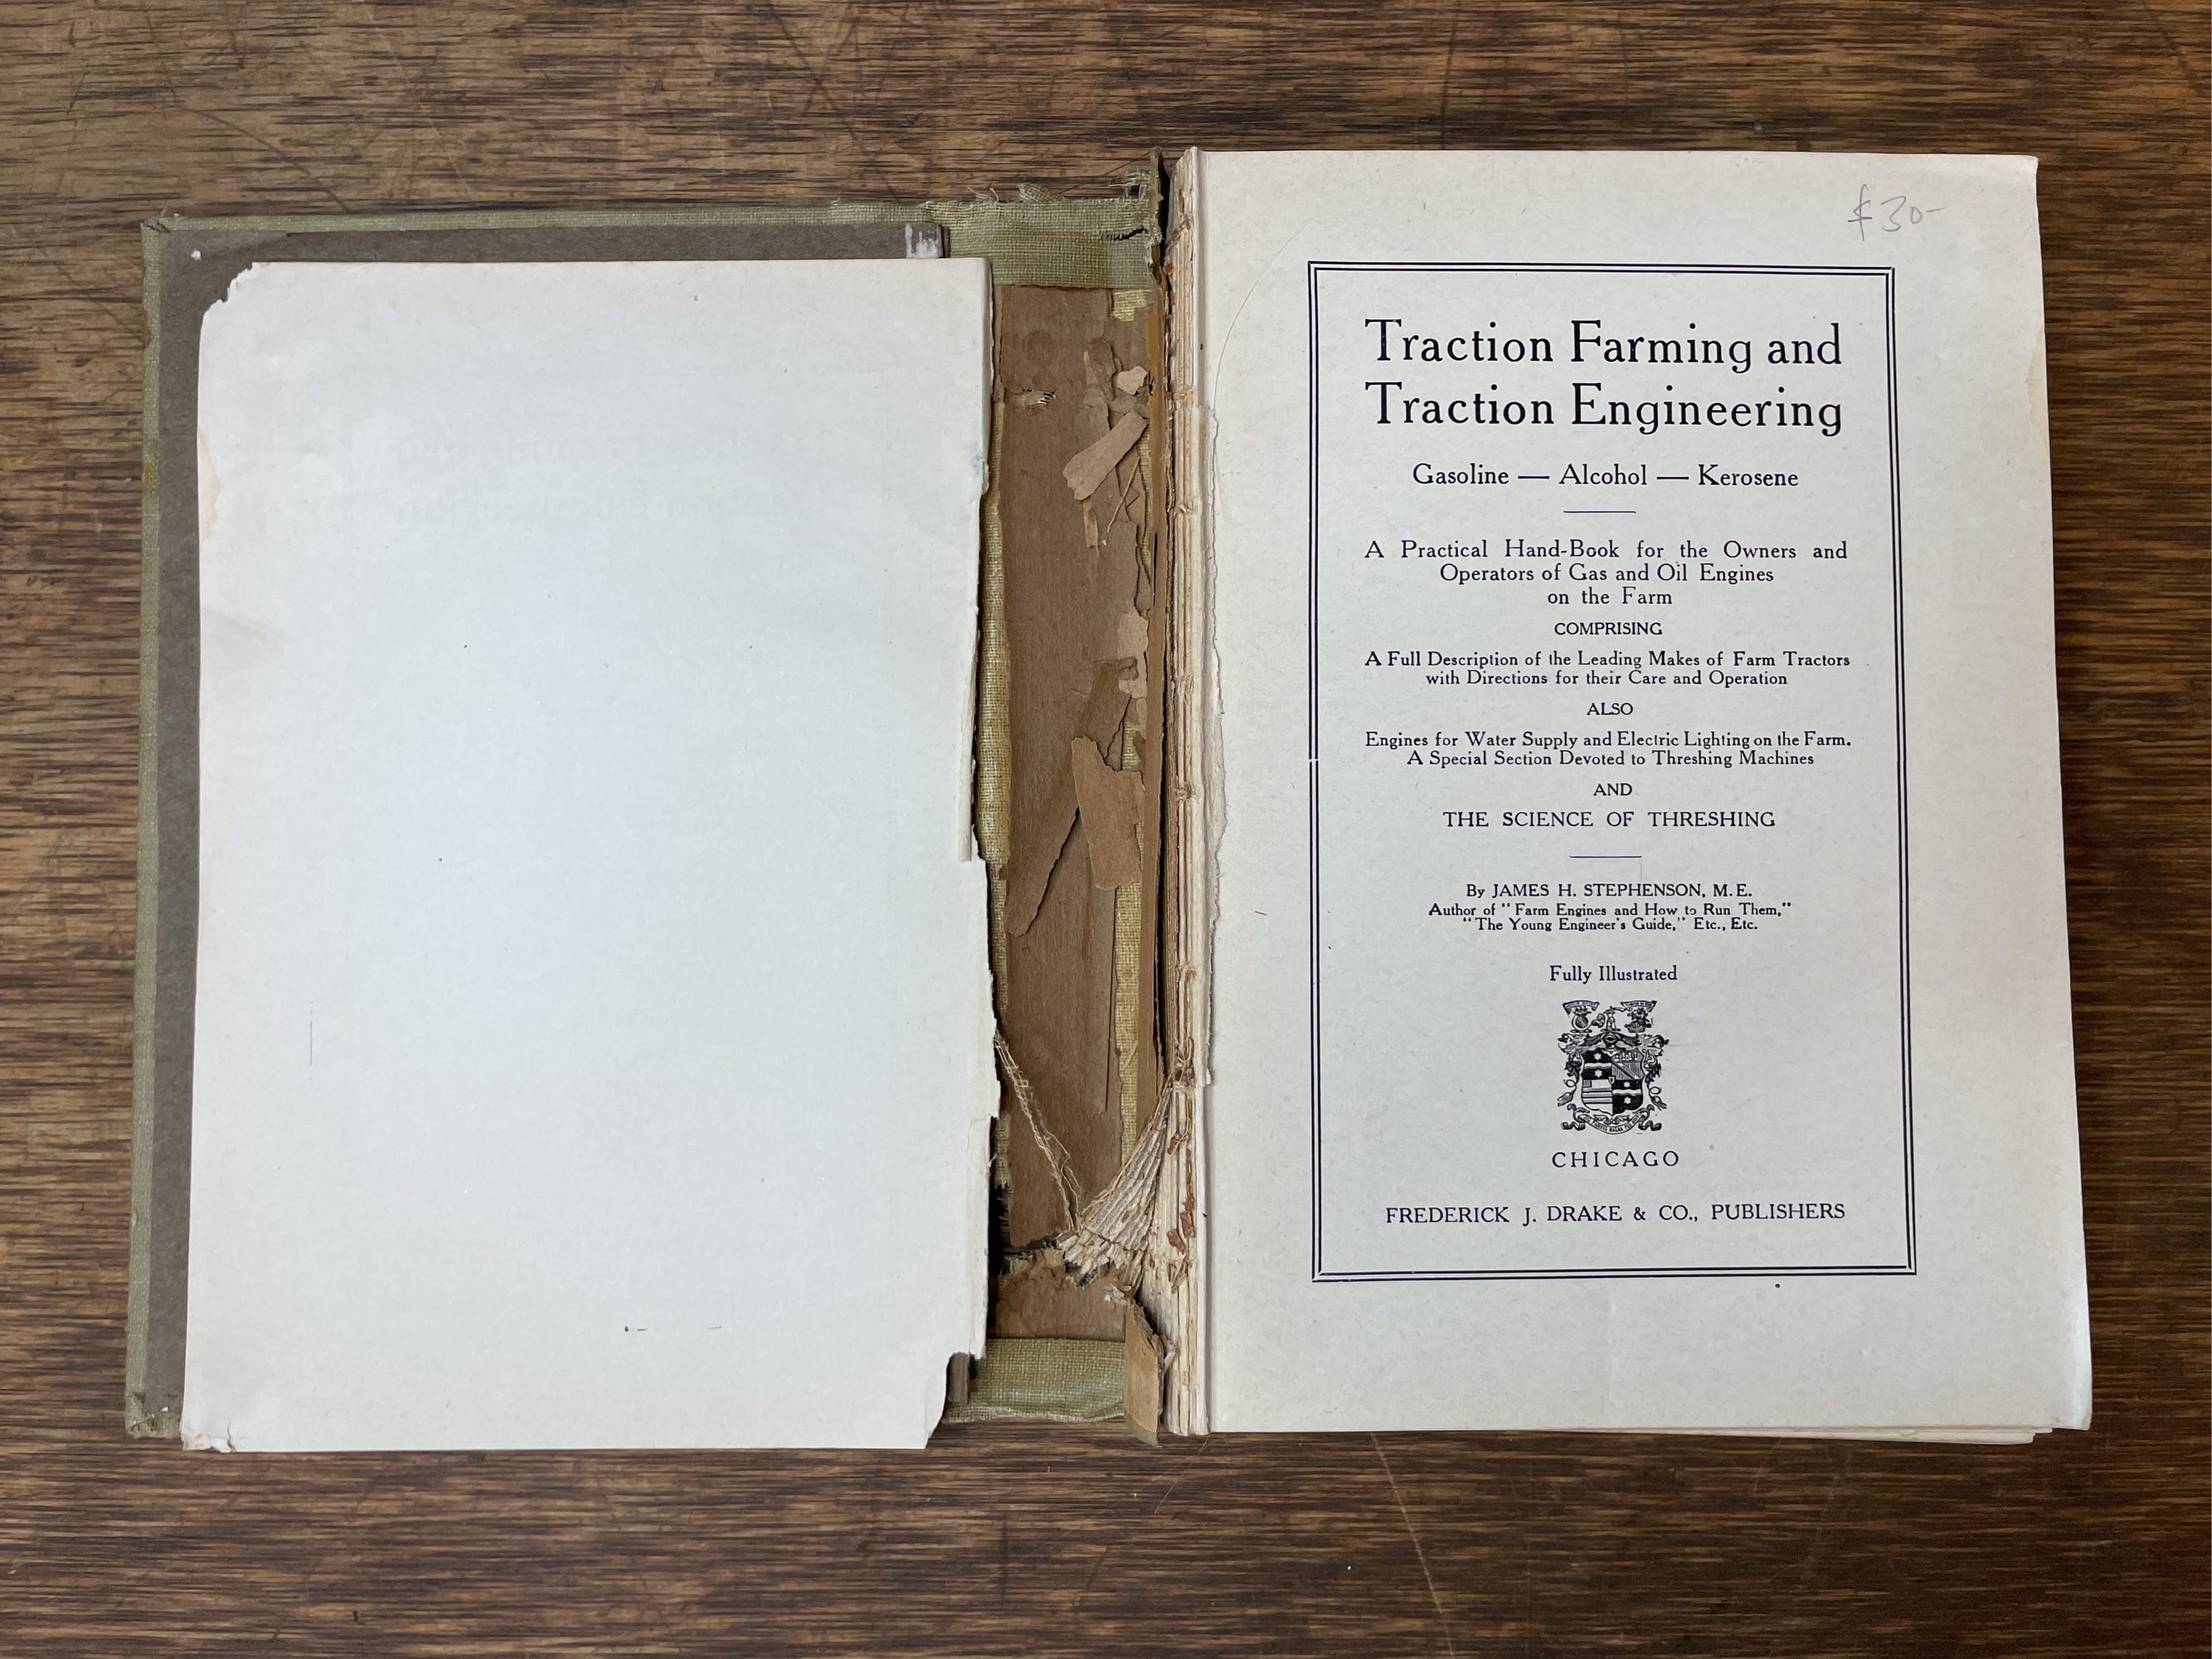 $30-
Traction Farming and
Traction Engineering
Gasoline — Alcohol — Kerosene
A Practical Hand-Book for the Owners and
Operators of Gas and Oil Engines
on the Farm
COMPRISING
A Full Description of the Leading Makes of Farm Tractors
with Directions for their Care and Operation
ALSO
Engines for Water Supply and Electric Lighting on the Farm.
A Special Section Devoted to Threshing Machines
AND
THE SCIENCE OF THRESHING
By JAMES H. STEPHENSON, M.E.
Author of "Farm Engines and How to Run Them,"
"The Young Engineer's Guide," Etc., Etc.
Fully Illustrated
CHICAGO
FREDERICK J. DRAKE & CO., PUBLISHERS